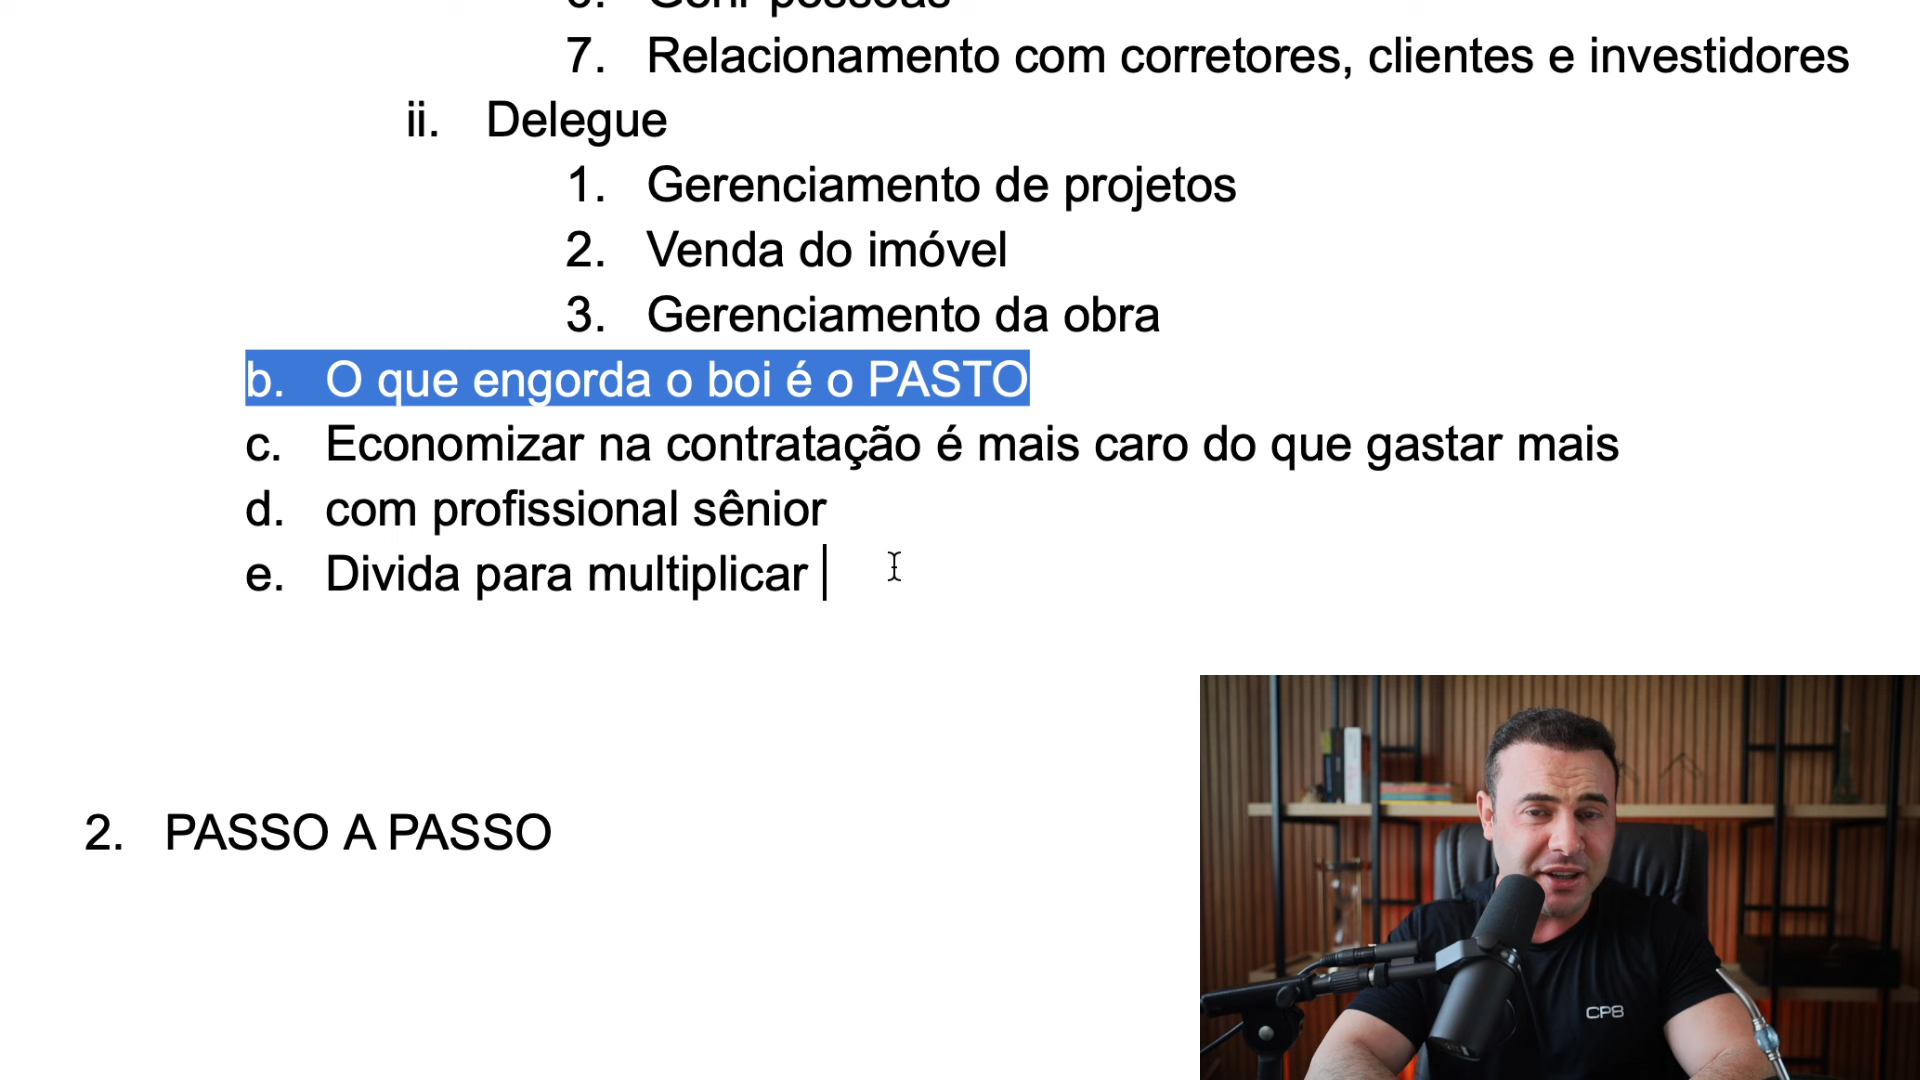 7. Relacionamento com corretores, clientes e investidores
ii. Delegue
1. Gerenciamento de projetos
2. Venda do imóvel
3. Gerenciamento da obra
b. O que engorda o boi é o PASTO
c. Economizar na contratação é mais caro do que gastar mais
d. com profissional sênior
e. Divida para multiplicar
2. PASSO A PASSO
CP8